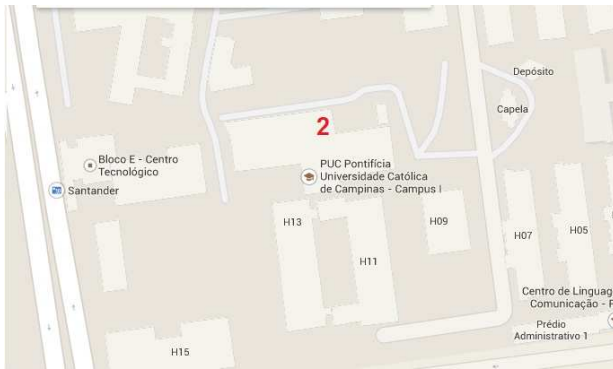 Depósito
Capela
2
Bloco E - Centro
Tecnológico
Santander
PUC Pontifícia
Universidade Católica
de Campinas - Campus I
H13
H09
H07
H05
H11
Centro de Linguag
Comunicação - P
Prédio
Administrativo 1
H15